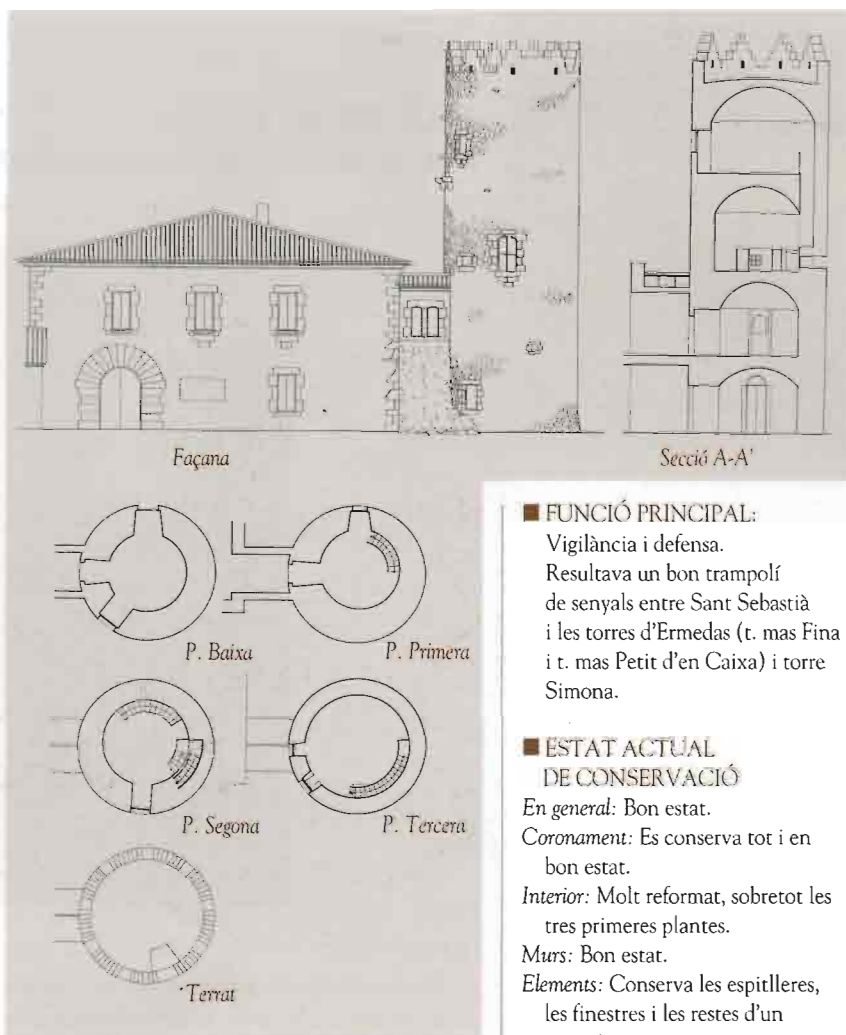 Façana
Secció A-A'
P. Baixa
P. Primera
P. Segona
P. Tercera
Terrat
FUNCIÓ PRINCIPAL:
Vigilància i defensa.
Resultava un bon trampolí
de senyals entre Sant Sebastià
i les torres d'Ermedas (t. mas Fina
i t. mas Petit d'en Caixa) i torre
Simona.
ESTAT ACTUAL
DE CONSERVACIÓ
En general: Bon estat.
Coronament: Es conserva tot i en
bon estat.
Interior: Molt reformat, sobretot les
tres primeres plantes.
Murs: Bon estat.
Elements: Conserva les espitlleres,
les finestres i les restes d'un